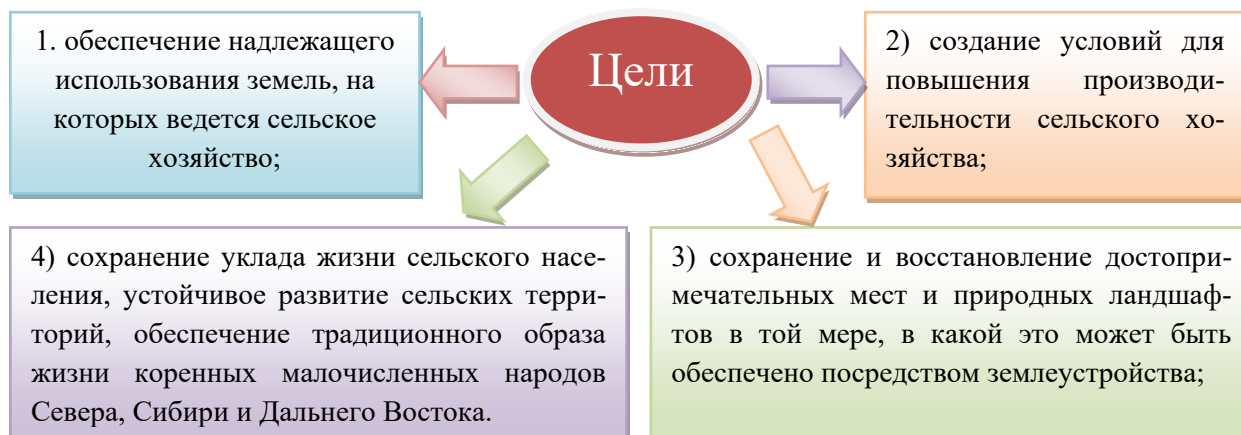 Цели
1. обеспечение надлежащего
использования земель, на
которых ведется сельское
хозяйство;
2) создание условий для
повышения производи-
тельности сельского хо-
зяйства;
3) сохранение и восстановление достопри-
мечательных мест и природных ландшаф-
тов в той мере, в какой это может быть
обеспечено посредством землеустройства;
4) сохранение уклада жизни сельского насе-
ления, устойчивое развитие сельских терри-
торий, обеспечение традиционного образа
жизни коренных малочисленных народов
Севера, Сибири и Дальнего Востока.